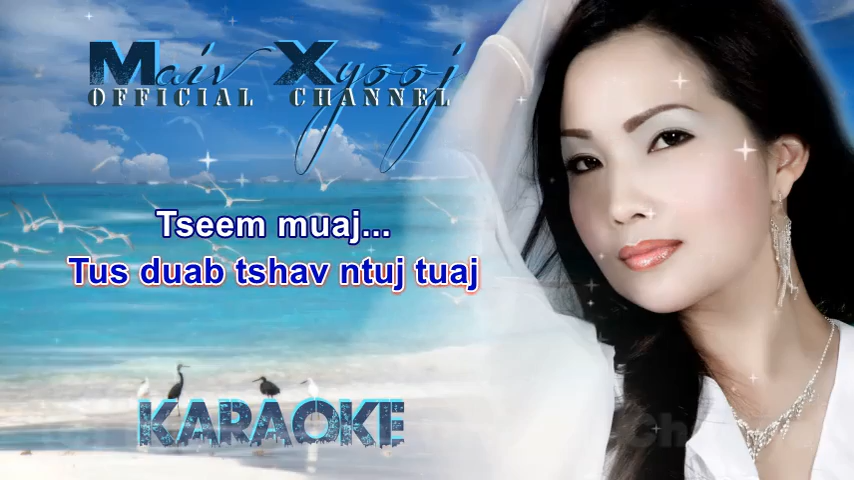 Maiv Xyooj
OFFICIAL CHANNEL
Tseem muaj...
Tus duab tshav ntuj tuaj
KARAOKE